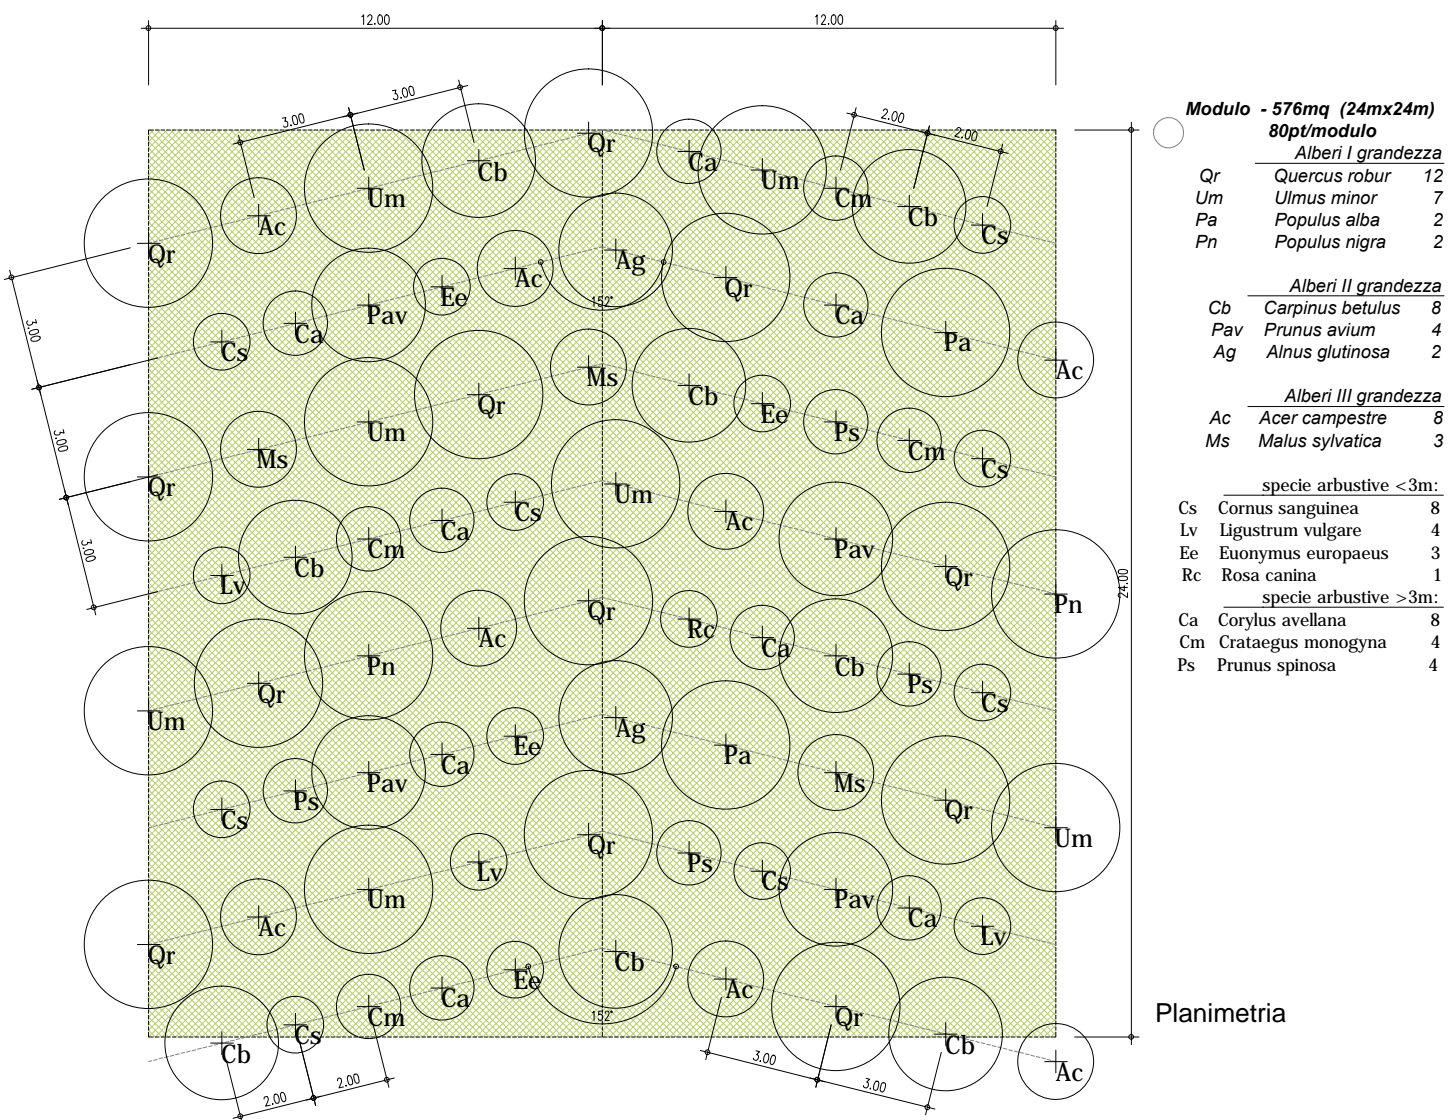 12.00 12.00
3.00 3.00 2.00 2.00
Qr Ac Um Cb Qr Ca Um Cm Cb Cs
Cs Ca Pav Ee Ac Ag Qr Ca Pa Ac
152°
Qr Ms Um Qr Ms Cb Ee Ps Cm Cs
Lv Cb Cm Ca Cs Um Ac Pav Qr Pn
Um Qr Pn Ac Qr Rc Ca Cb Ps Cs
Cs Ps Pav Ca Ee Ag Pa Ms Qr Um
Qr Ac Um Lv Qr Ps Cs Pav Ca Lv
Cb Cs Cm Ca Ee Cb Ac Qr Cb Ac
152°
3.00
3.00
3.00
24.00
2.00 2.00 3.00 3.00
Modulo - 576mq (24mx24m)
80pt/modulo
Alberi I grandezza
Qr Quercus robur 12
Um Ulmus minor 7
Pa Populus alba 2
Pn Populus nigra 2
Alberi II grandezza
Cb Carpinus betulus 8
Pav Prunus avium 4
Ag Alnus glutinosa 2
Alberi III grandezza
Ac Acer campestre 8
Ms Malus sylvatica 3
specie arbustive <3m:
Cs Cornus sanguinea 8
Lv Ligustrum vulgare 4
Ee Euonymus europaeus 3
Rc Rosa canina 1
specie arbustive >3m:
Ca Corylus avellana 8
Cm Crataegus monogyna 4
Ps Prunus spinosa 4
Planimetria